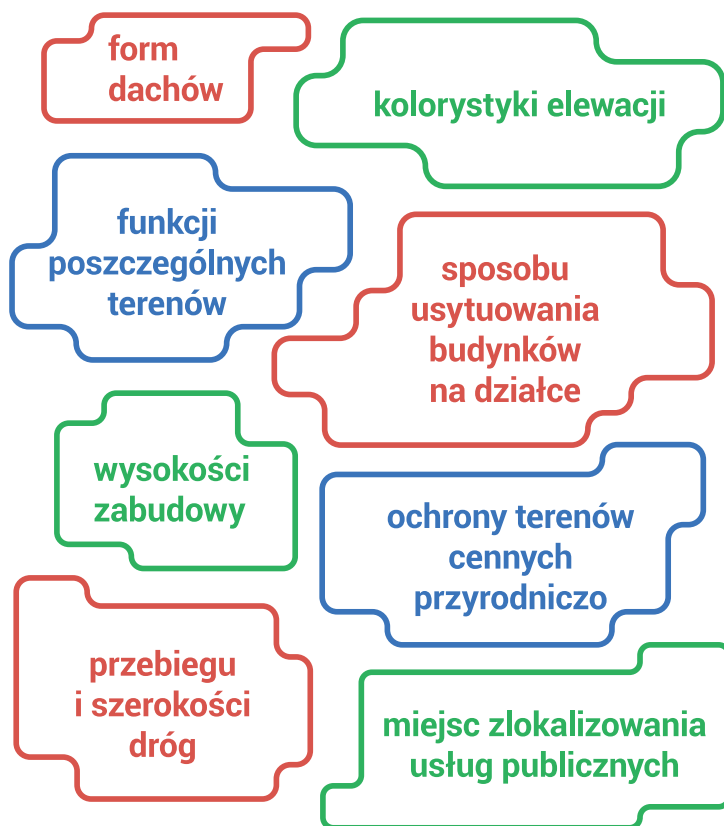 form
dachów
kolorystyki elewacji
funkcji
poszczególnych
terenów
sposobu
usytuowania
budynków
na działce
wysokości
zabudowy
ochrony terenów
cennych
przyrodniczo
przebiegu
i szerokości
dróg
miejsc zlokalizowania
usług publicznych